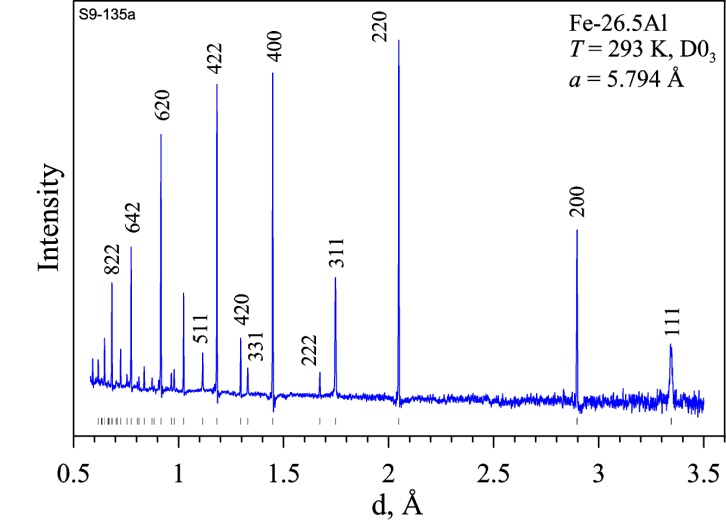 S9-135a
Fe-26.5Al
T = 293 K, D0₃
a = 5.794 Å
220
400
422
620
200
642
822
311
420
511
331
222
111
Intensity
0.5 1 1.5 2 2.5 3 3.5
d, Å